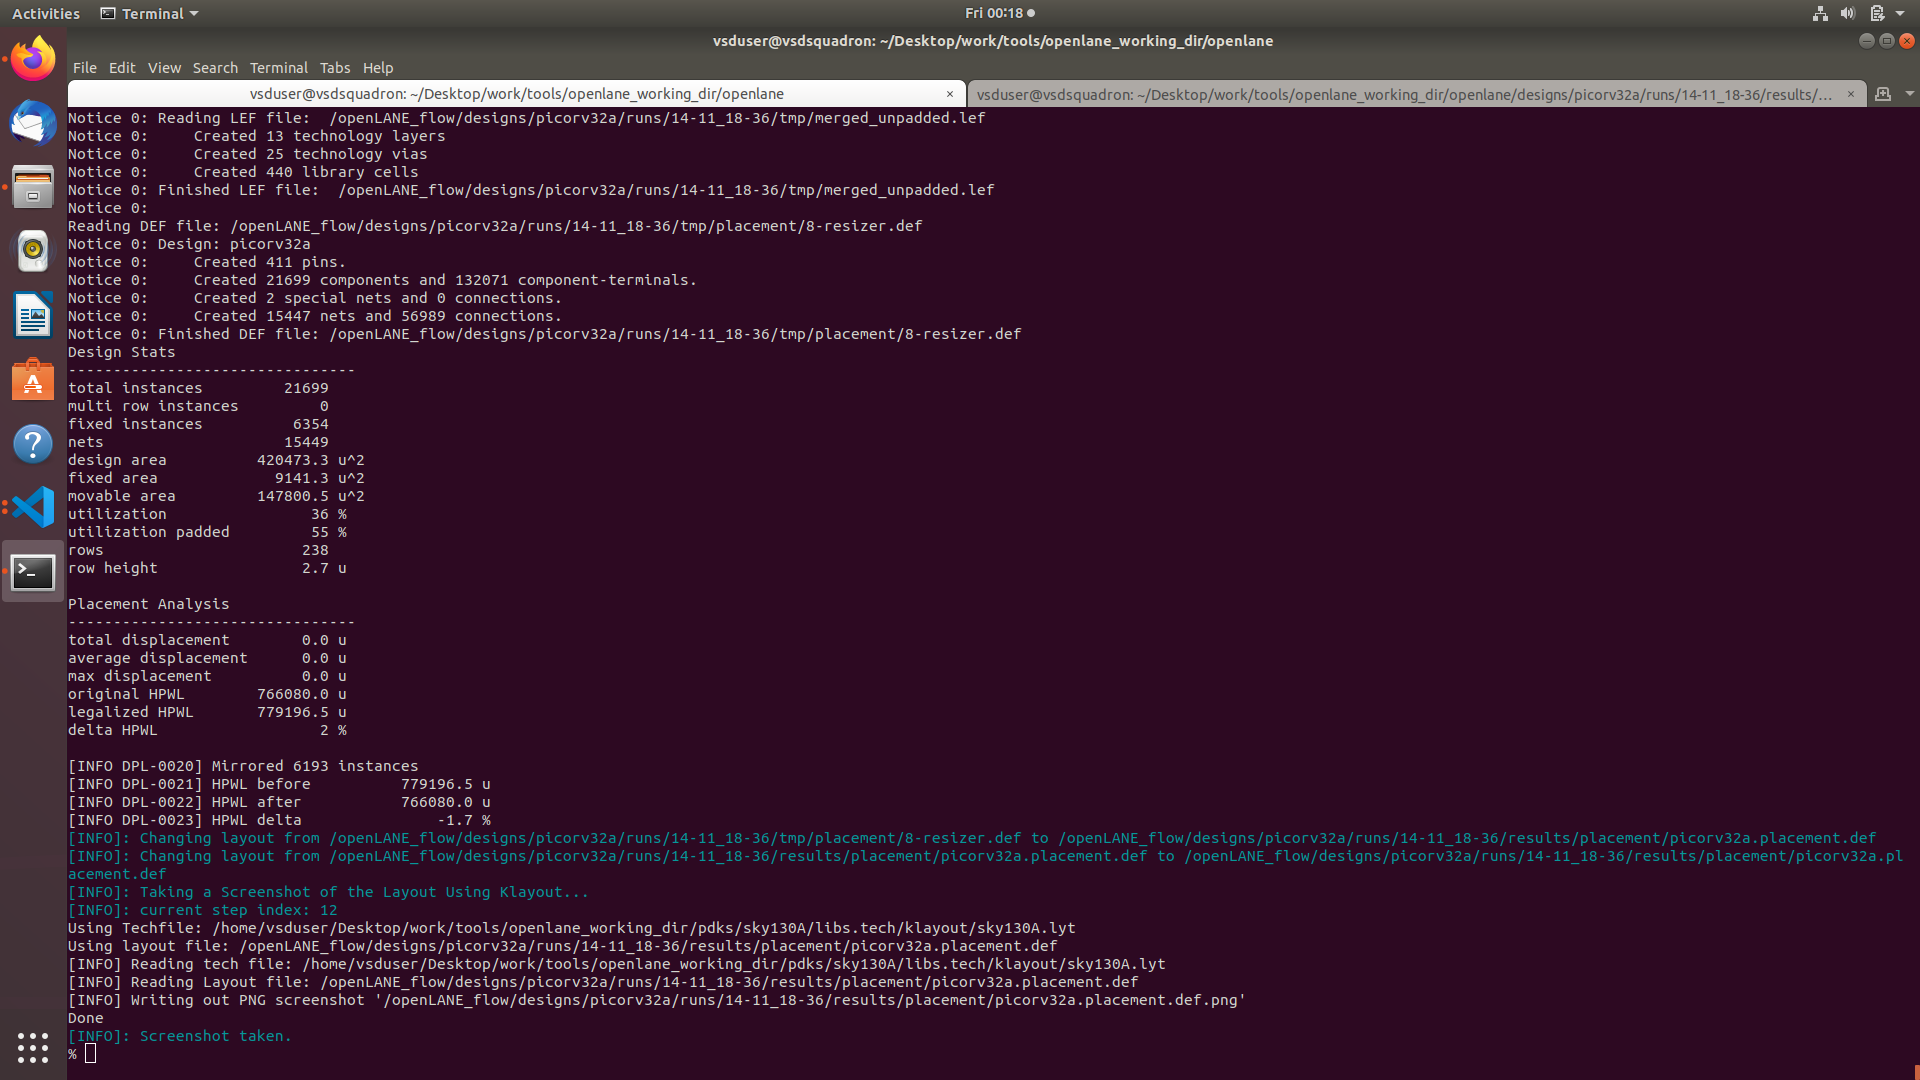 Activities Terminal Fri 00:18
vsduser@vsdsquadron: ~/Desktop/work/tools/openlane_working_dir/openlane
File Edit View Search Terminal Tabs Help
vsduser@vsdsquadron: ~/Desktop/work/tools/openlane_working_dir/openlane × vsduser@vsdsquadron: ~/Desktop/work/tools/openlane_working_dir/openlane/designs/picorv32a/runs/14-11_18-36/results/... ×
Notice 0: Reading LEF file:  /openLANE_flow/designs/picorv32a/runs/14-11_18-36/tmp/merged_unpadded.lef
Notice 0:     Created 13 technology layers
Notice 0:     Created 25 technology vias
Notice 0:     Created 440 library cells
Notice 0: Finished LEF file:  /openLANE_flow/designs/picorv32a/runs/14-11_18-36/tmp/merged_unpadded.lef
Notice 0:
Reading DEF file: /openLANE_flow/designs/picorv32a/runs/14-11_18-36/tmp/placement/8-resizer.def
Notice 0: Design: picorv32a
Notice 0:     Created 411 pins.
Notice 0:     Created 21699 components and 132071 component-terminals.
Notice 0:     Created 2 special nets and 0 connections.
Notice 0:     Created 15447 nets and 56989 connections.
Notice 0: Finished DEF file: /openLANE_flow/designs/picorv32a/runs/14-11_18-36/tmp/placement/8-resizer.def
Design Stats
--------------------------------
total instances         21699
multi row instances         0
fixed instances          6354
nets                    15449
design area          420473.3 u^2
fixed area             9141.3 u^2
movable area         147800.5 u^2
utilization                36 %
utilization padded         55 %
rows                      238
row height                2.7 u
Placement Analysis
--------------------------------
total displacement        0.0 u
average displacement      0.0 u
max displacement          0.0 u
original HPWL        766080.0 u
legalized HPWL       779196.5 u
delta HPWL                  2 %
[INFO DPL-0020] Mirrored 6193 instances
[INFO DPL-0021] HPWL before          779196.5 u
[INFO DPL-0022] HPWL after           766080.0 u
[INFO DPL-0023] HPWL delta               -1.7 %
[INFO]: Changing layout from /openLANE_flow/designs/picorv32a/runs/14-11_18-36/tmp/placement/8-resizer.def to /openLANE_flow/designs/picorv32a/runs/14-11_18-36/results/placement/picorv32a.placement.def
[INFO]: Changing layout from /openLANE_flow/designs/picorv32a/runs/14-11_18-36/results/placement/picorv32a.placement.def to /openLANE_flow/designs/picorv32a/runs/14-11_18-36/results/placement/picorv32a.pl
acement.def
[INFO]: Taking a Screenshot of the Layout Using Klayout...
[INFO]: current step index: 12
Using Techfile: /home/vsduser/Desktop/work/tools/openlane_working_dir/pdks/sky130A/libs.tech/klayout/sky130A.lyt
Using layout file: /openLANE_flow/designs/picorv32a/runs/14-11_18-36/results/placement/picorv32a.placement.def
[INFO] Reading tech file: /home/vsduser/Desktop/work/tools/openlane_working_dir/pdks/sky130A/libs.tech/klayout/sky130A.lyt
[INFO] Reading Layout file: /openLANE_flow/designs/picorv32a/runs/14-11_18-36/results/placement/picorv32a.placement.def
[INFO] Writing out PNG screenshot '/openLANE_flow/designs/picorv32a/runs/14-11_18-36/results/placement/picorv32a.placement.def.png'
Done
[INFO]: Screenshot taken.
%